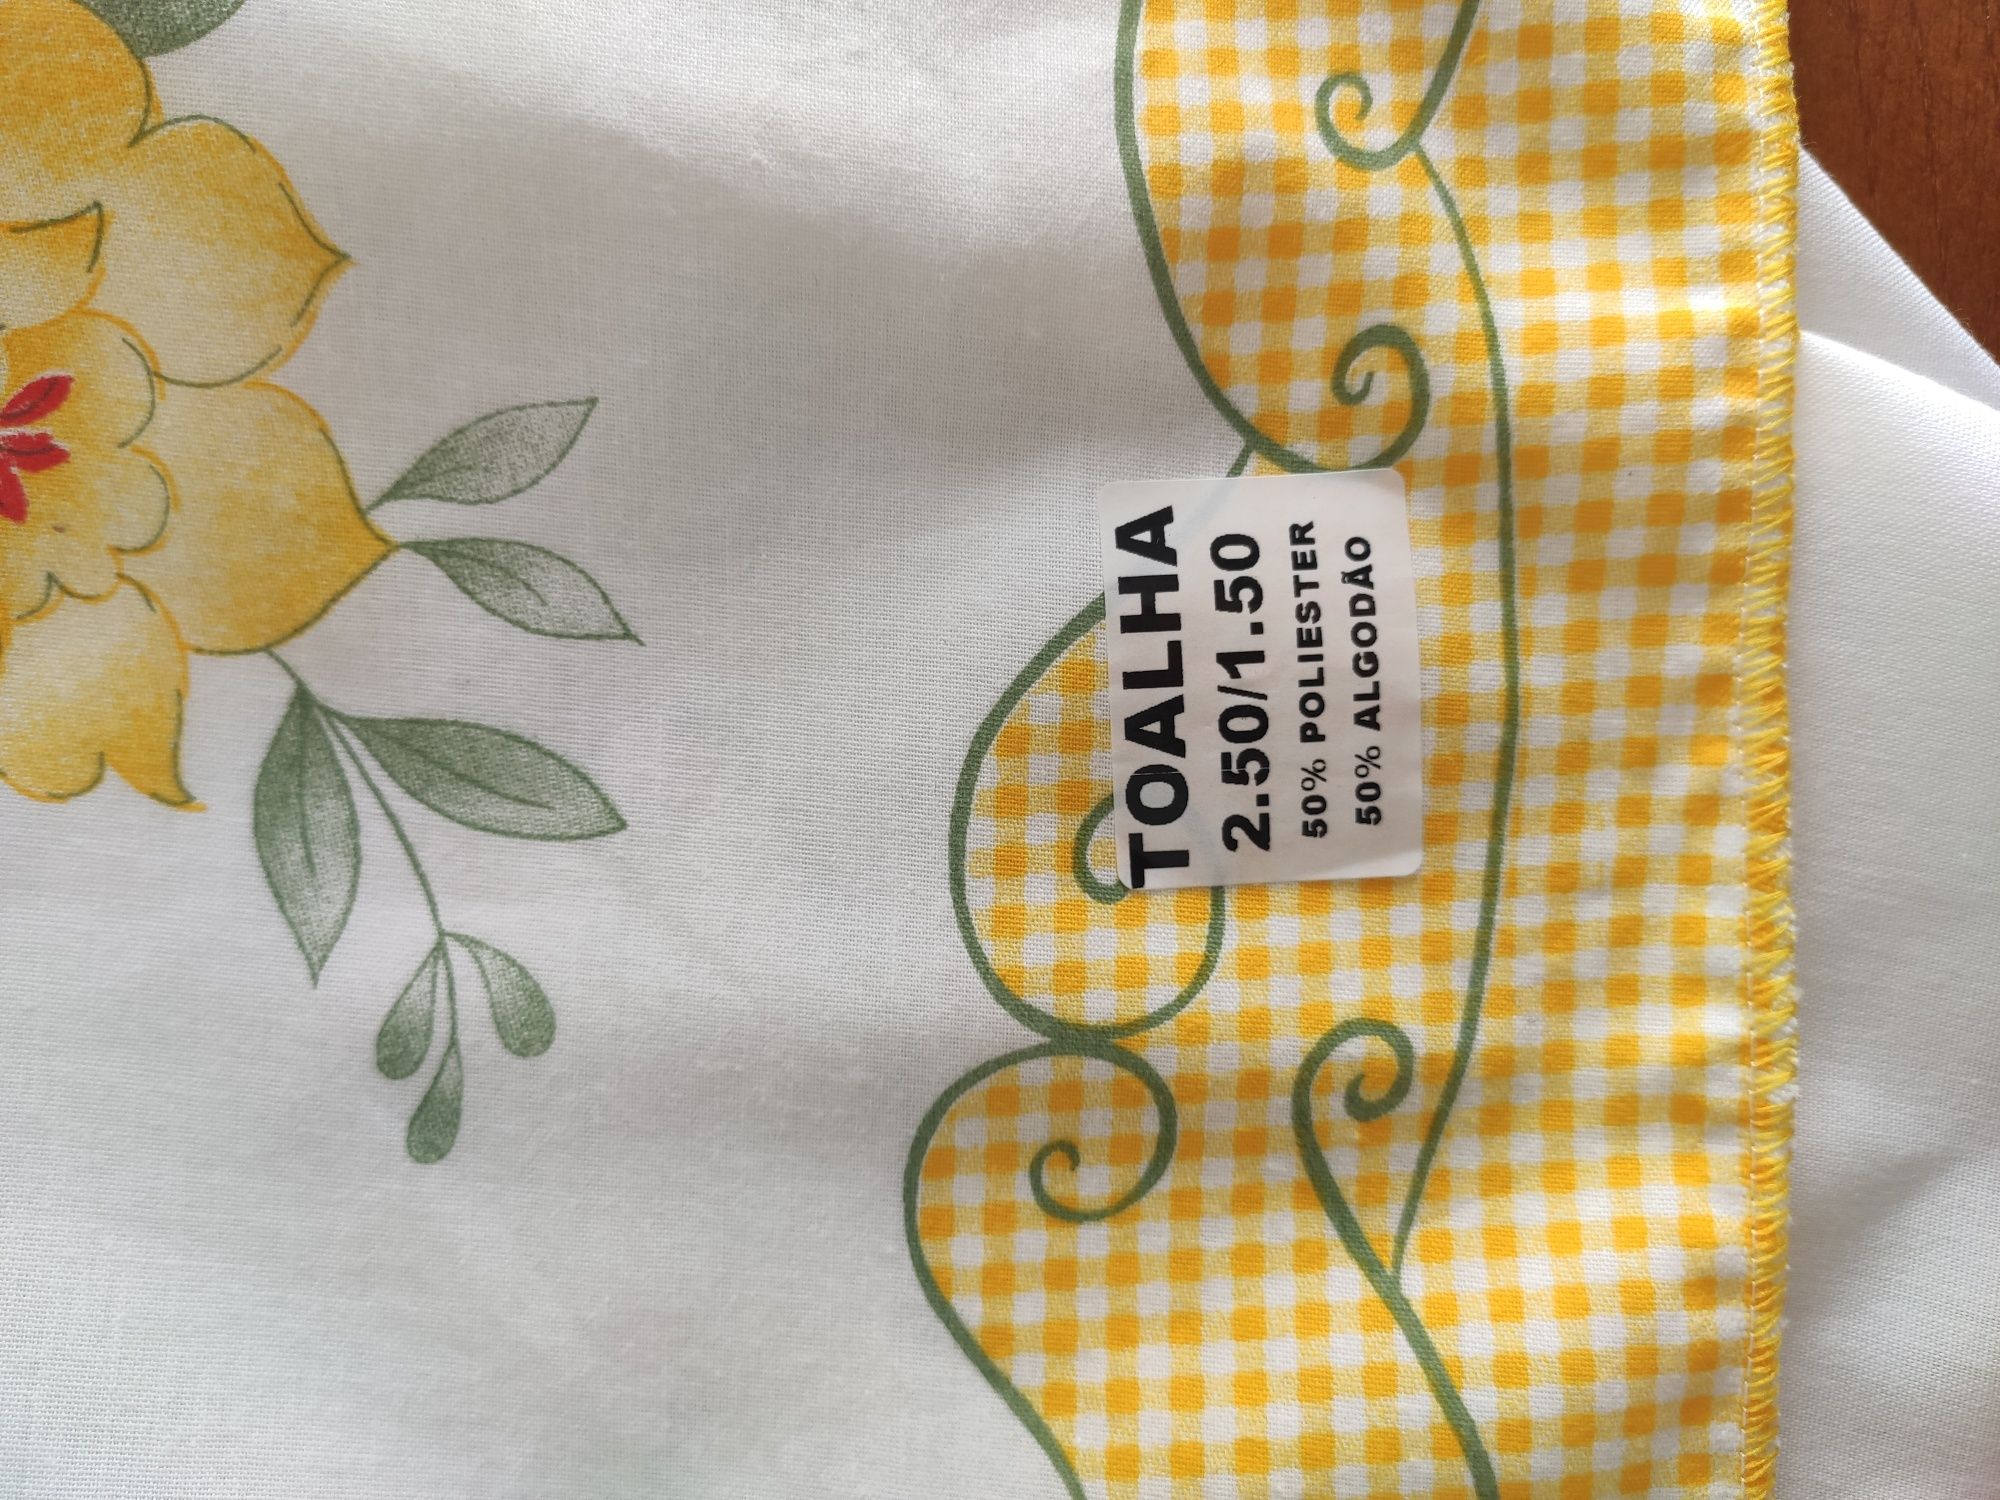 TOALHA
2.50/1.50
50% POLIESTER
50% ALGODÃO